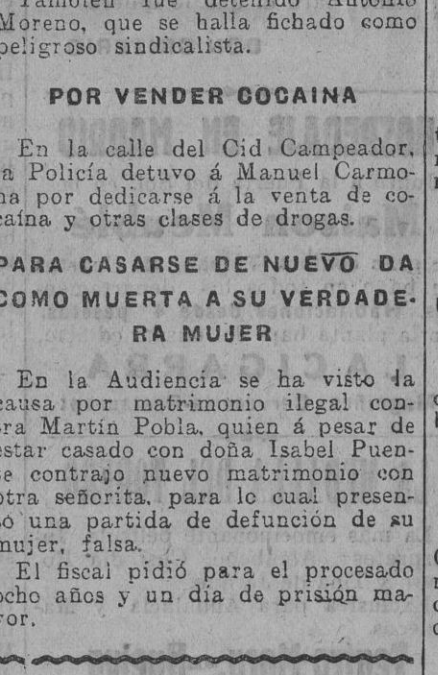 También fué detenido Antonio
Moreno, que se halla fichado como
peligroso sindicalista.
POR VENDER COCAINA
En la calle del Cid Campeador,
a Policía detuvo á Manuel Carmo-
na por dedicarse á la venta de co-
caína y otras clases de drogas.
PARA CASARSE DE NUEVO DA
COMO MUERTA A SU VERDADE-
RA MUJER
En la Audiencia se ha visto la
causa por matrimonio ilegal con-
ra Martín Pobla, quien á pesar de
estar casado con doña Isabel Puen-
e contrajo nuevo matrimonio con
otra señorita, para lo cual presen-
ó una partida de defunción de su
mujer, falsa.
El fiscal pidió para el procesado
ocho años y un día de prisión ma-
yor.